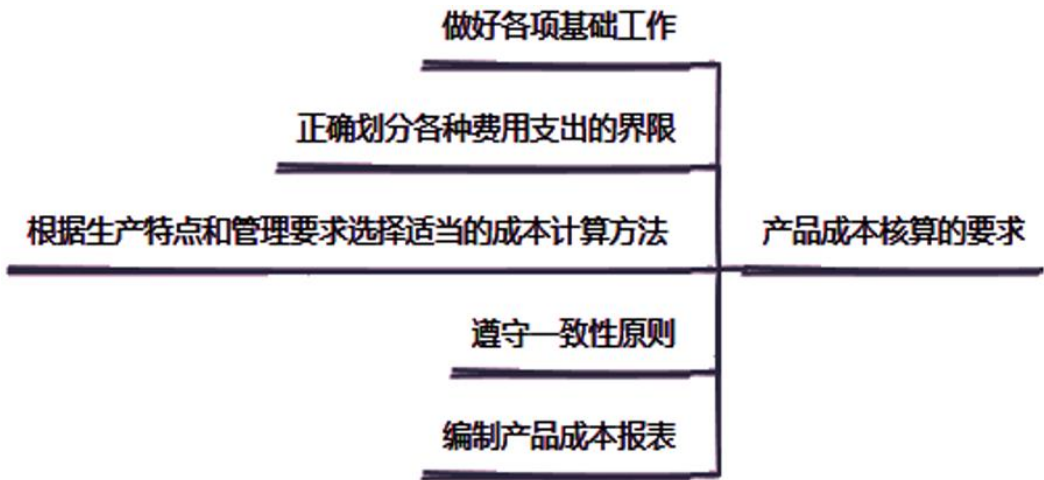 做好各项基础工作
正确划分各种费用支出的界限
根据生产特点和管理要求选择适当的成本计算方法
产品成本核算的要求
遵守一致性原则
编制产品成本报表